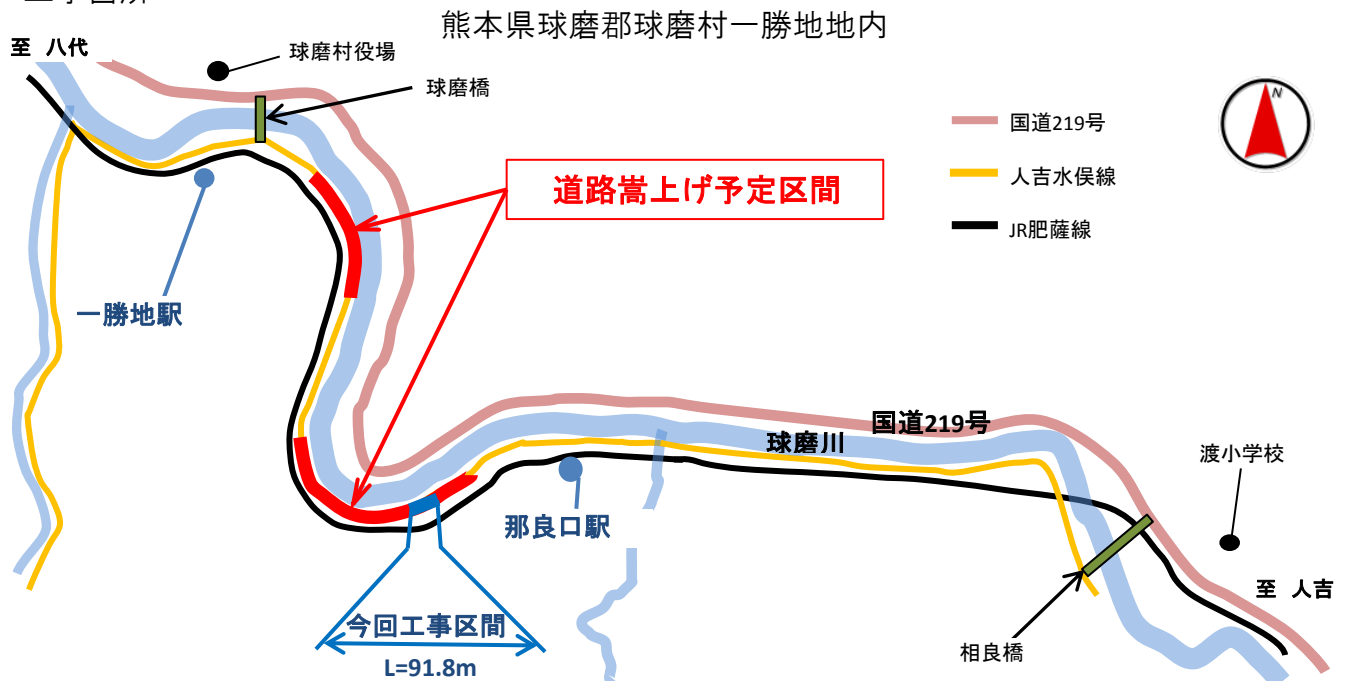 熊本県球磨郡球磨村一勝地地内
至 八代
球磨村役場
球磨橋
N
国道219号
人吉水俣線
JR肥薩線
道路嵩上げ予定区間
一勝地駅
国道219号
球磨川
渡小学校
那良口駅
至 人吉
今回工事区間
L=91.8m
相良橋